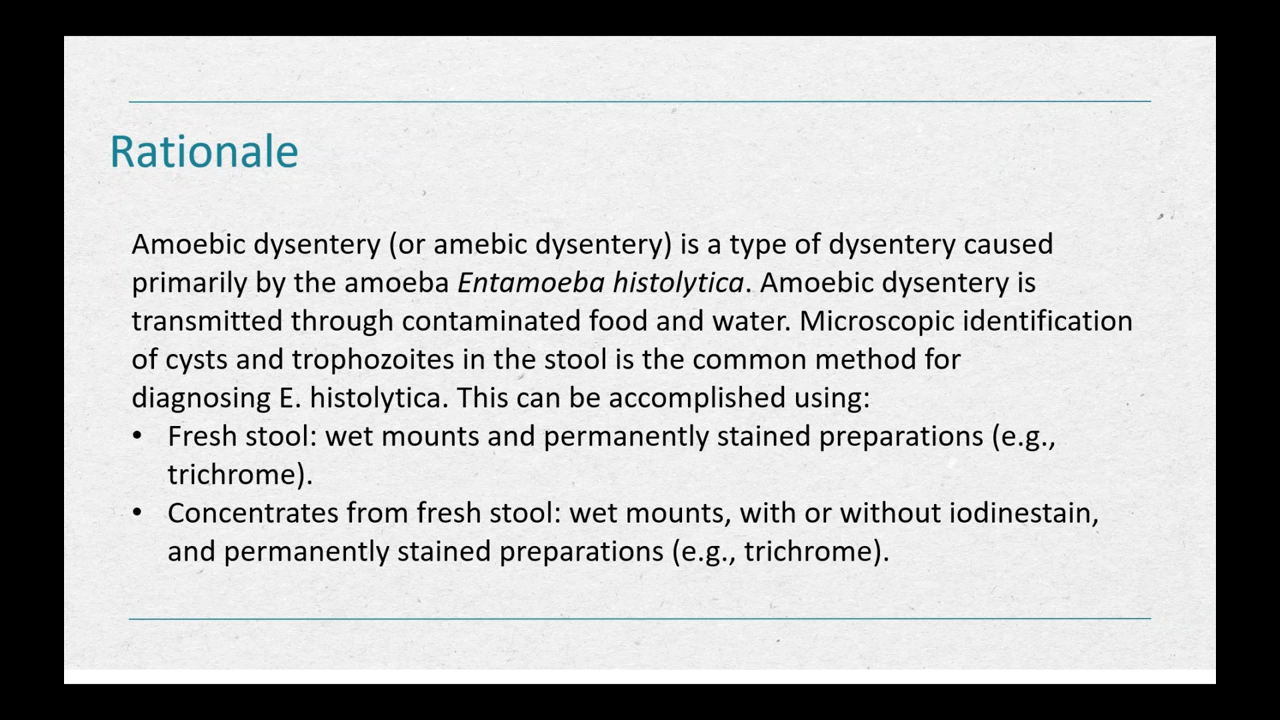 Rationale
Amoebic dysentery (or amebic dysentery) is a type of dysentery caused
primarily by the amoeba Entamoeba histolytica. Amoebic dysentery is
transmitted through contaminated food and water. Microscopic identification
of cysts and trophozoites in the stool is the common method for
diagnosing E. histolytica. This can be accomplished using:
• Fresh stool: wet mounts and permanently stained preparations (e.g.,
trichrome).
• Concentrates from fresh stool: wet mounts, with or without iodinestain,
and permanently stained preparations (e.g., trichrome).